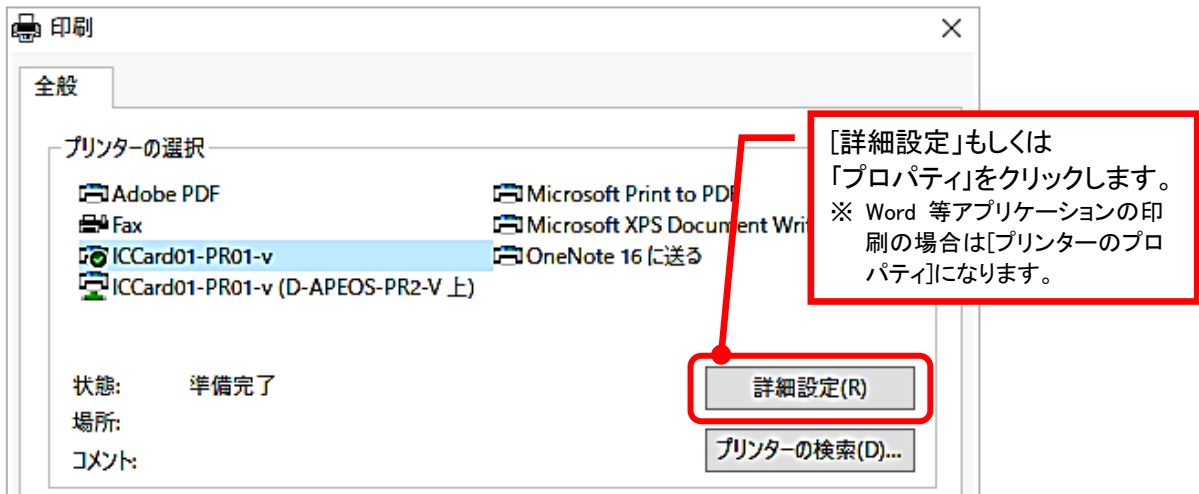 印刷
全般
プリンターの選択
Adobe PDF
Microsoft Print to PDF
Fax
Microsoft XPS Document Wri
ICCard01-PR01-v
OneNote 16 に送る
ICCard01-PR01-v (D-APEOS-PR2-V 上)
[詳細設定」もしくは
「プロパティ」をクリックします。
※ Word 等アプリケーションの印
刷の場合は[プリンターのプロ
パティ]になります。
状態: 準備完了
詳細設定(R)
場所:
コメント:
プリンターの検索(D)...